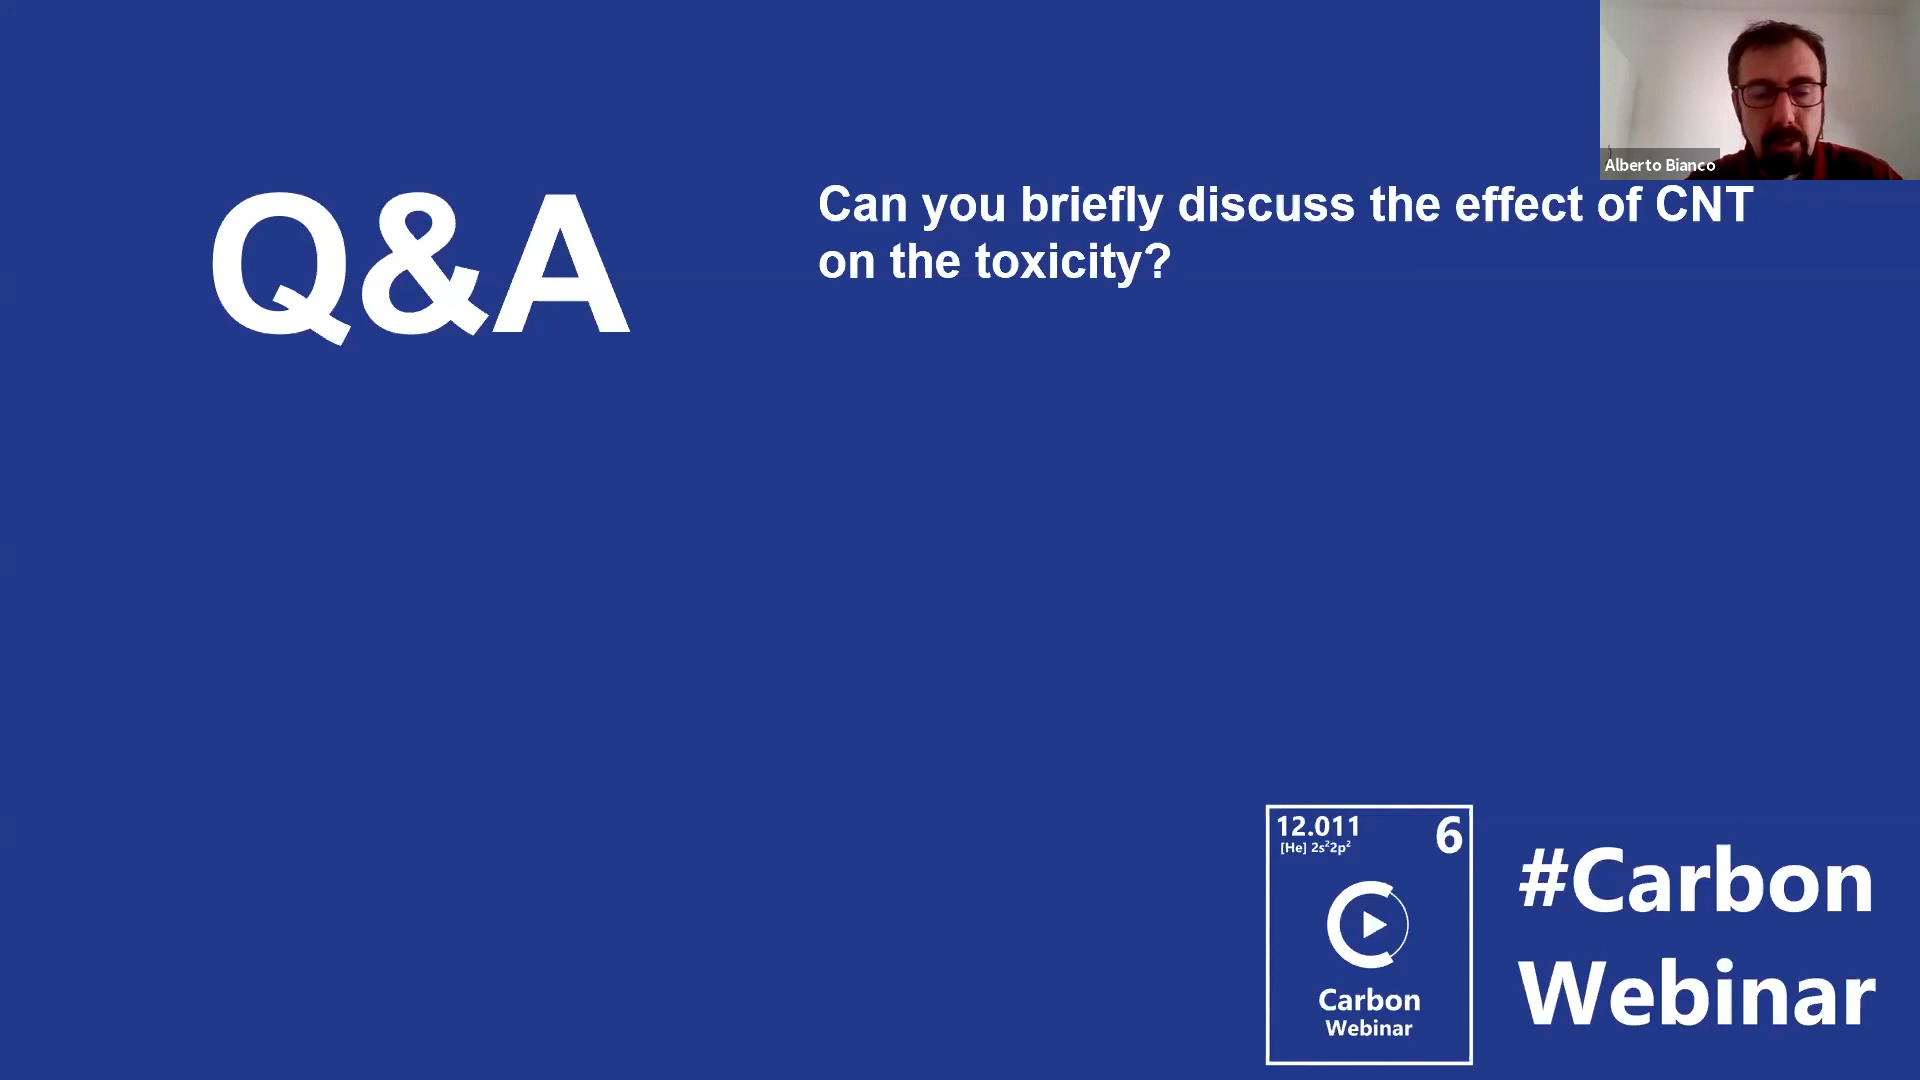 Alberto Bianco
Q&A
Can you briefly discuss the effect of CNT
on the toxicity?
12.011
6
[He] 2s²2p²
Carbon
Webinar
#Carbon
Webinar